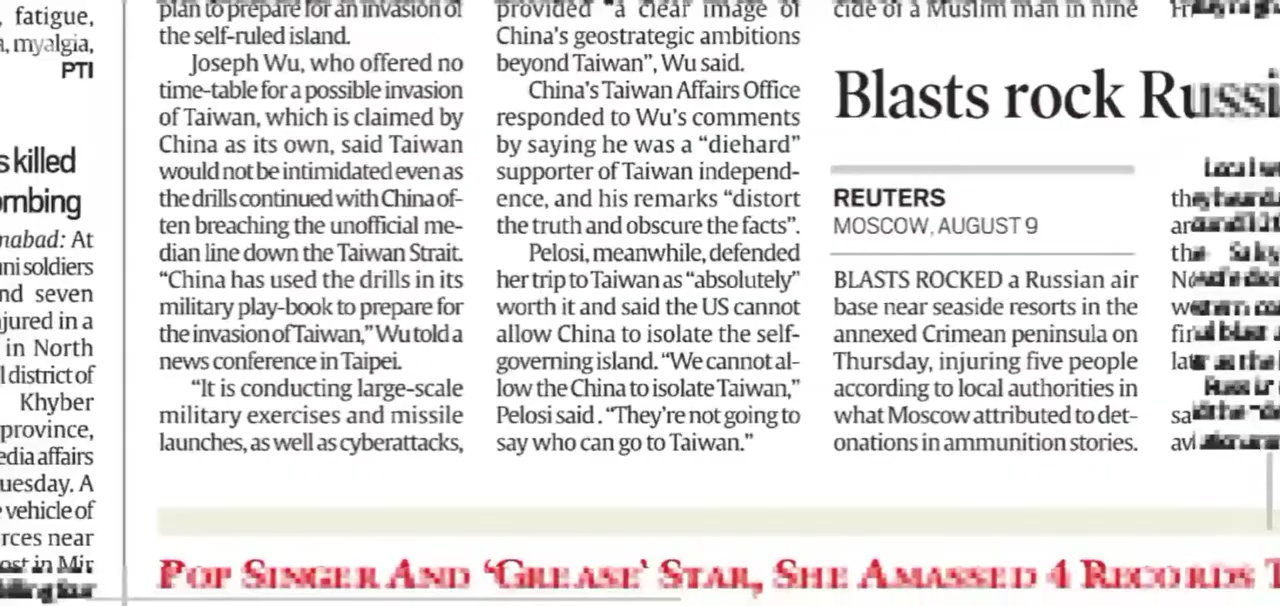 , fatigue,
, myalgia,
PTI
s killed
ombing
nabad: At
ani soldiers
nd seven
njured in a
in North
l district of
Khyber
province,
edia affairs
uesday. A
vehicle of
rces near
ost in Mir
plan to prepare for an invasion of
the self-ruled island.
Joseph Wu, who offered no
time-table for a possible invasion
of Taiwan, which is claimed by
China as its own, said Taiwan
would not be intimidated even as
the drills continued with China of-
ten breaching the unofficial me-
dian line down the Taiwan Strait.
“China has used the drills in its
military play-book to prepare for
the invasion of Taiwan,” Wu told a
news conference in Taipei.
“It is conducting large-scale
military exercises and missile
launches, as well as cyberattacks,
provided “a clear image of
China's geostrategic ambitions
beyond Taiwan”, Wu said.
China's Taiwan Affairs Office
responded to Wu's comments
by saying he was a “diehard”
supporter of Taiwan independ-
ence, and his remarks “distort
the truth and obscure the facts”.
Pelosi, meanwhile, defended
her trip to Taiwan as “absolutely”
worth it and said the US cannot
allow China to isolate the self-
governing island. “We cannot al-
low the China to isolate Taiwan,”
Pelosi said . “They're not going to
say who can go to Taiwan.”
cide of a Muslim man in nine
Blasts rock Russi
REUTERS
MOSCOW, AUGUST 9
BLASTS ROCKED a Russian air
base near seaside resorts in the
annexed Crimean peninsula on
Thursday, injuring five people
according to local authorities in
what Moscow attributed to det-
onations in ammunition stories.
Local
the
POP SINGER AND ‘GREASE’ STAR, SHE AMASSED 4 RECORDS